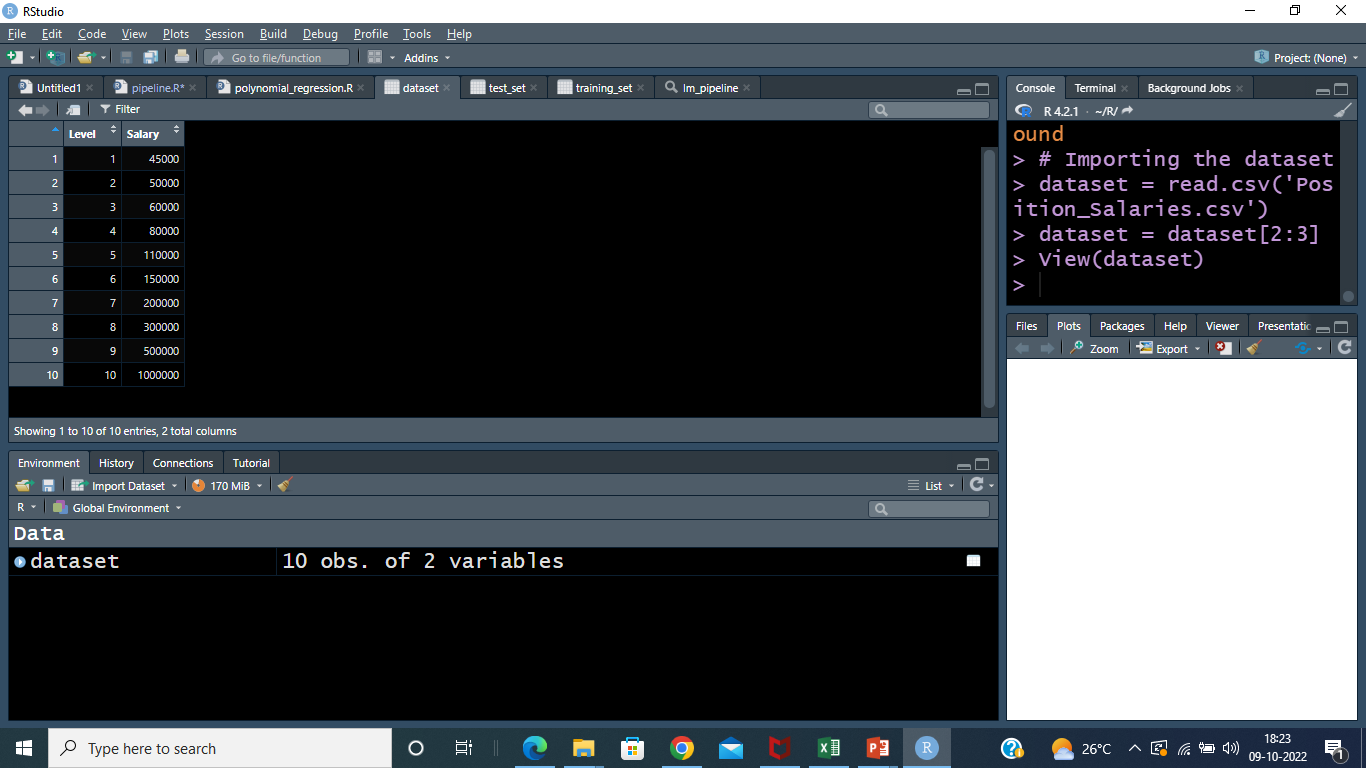 RStudio
File Edit Code View Plots Session Build Debug Profile Tools Help
Go to file/function Addins Project: (None)
Untitled1 pipeline.R* polynomial_regression.R dataset test_set training_set lm_pipeline
Filter
Level Salary
1 1 45000
2 2 50000
3 3 60000
4 4 80000
5 5 110000
6 6 150000
7 7 200000
8 8 300000
9 9 500000
10 10 1000000
Showing 1 to 10 of 10 entries, 2 total columns
Environment History Connections Tutorial
Import Dataset 170 MiB List
R Global Environment
Data
dataset 10 obs. of 2 variables
Console Terminal Background Jobs
R 4.2.1 · ~/R/
ound
> # Importing the dataset
> dataset = read.csv('Pos
ition_Salaries.csv')
> dataset = dataset[2:3]
> View(dataset)
>
Files Plots Packages Help Viewer Presentatic
Zoom Export
Type here to search
26°C
18:23
09-10-2022
1